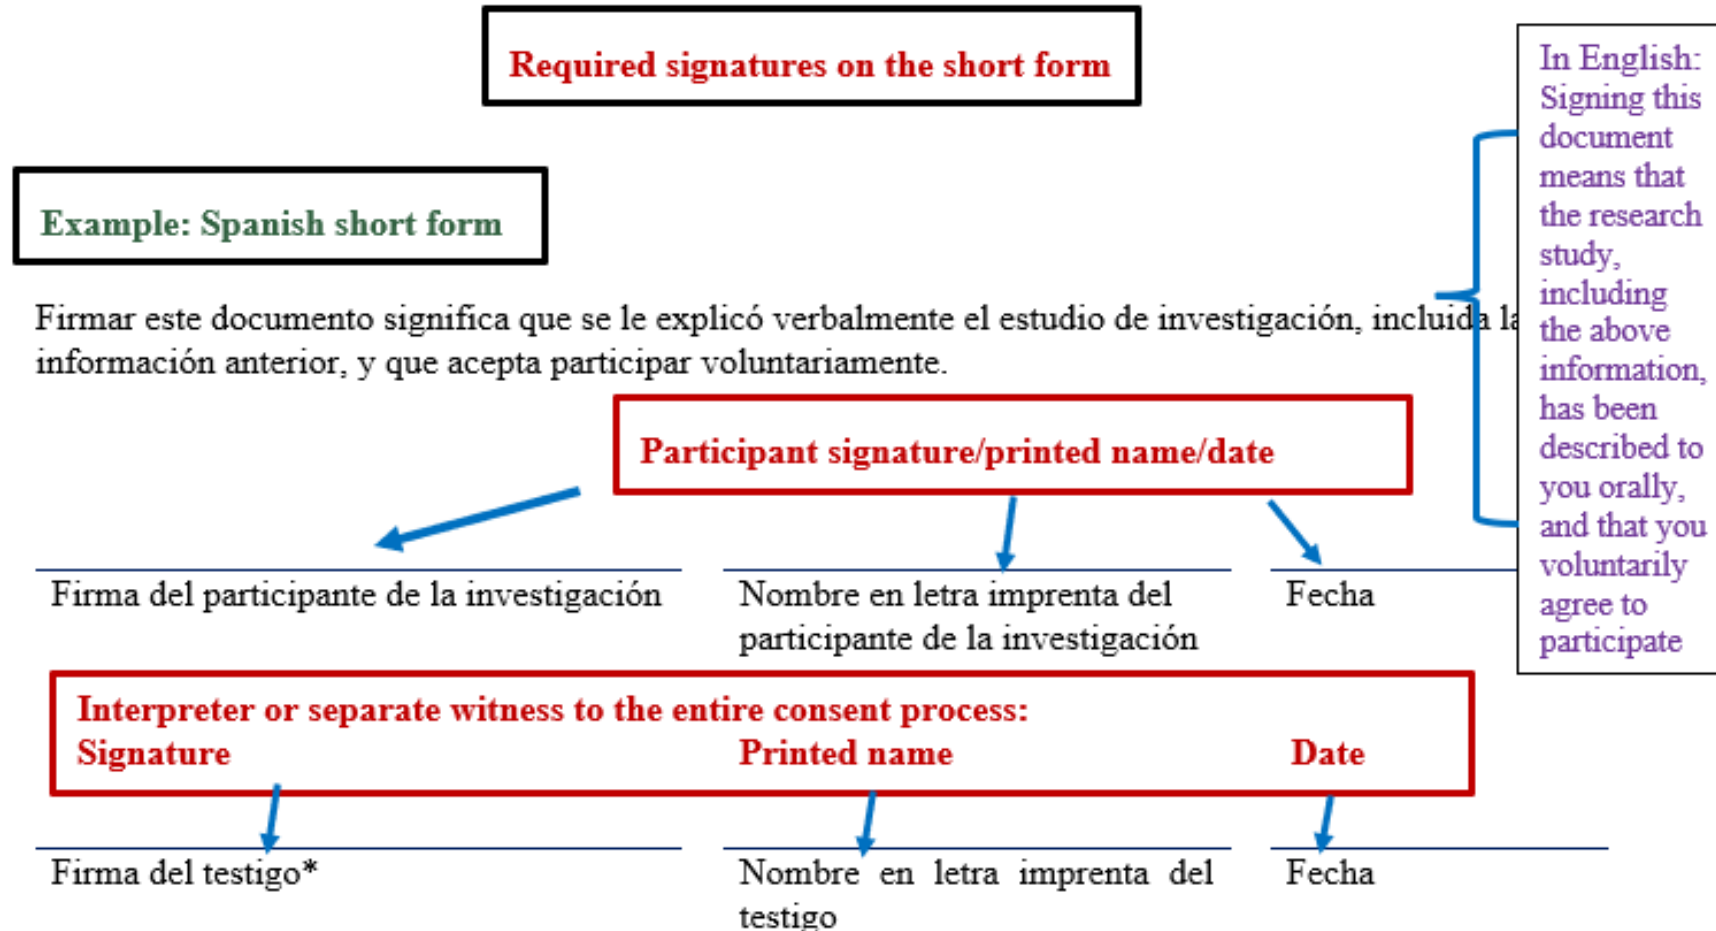 Required signatures on the short form
Example: Spanish short form
Firmar este documento significa que se le explicó verbalmente el estudio de investigación, incluida la
información anterior, y que acepta participar voluntariamente.
In English:
Signing this
document
means that
the research
study,
including
the above
information,
has been
described to
you orally,
and that you
voluntarily
agree to
participate
Participant signature/printed name/date
Firma del participante de la investigación
Nombre en letra imprenta del
participante de la investigación
Fecha
Interpreter or separate witness to the entire consent process:
Signature Printed name Date
Firma del testigo*
Nombre en letra imprenta del
testigo
Fecha